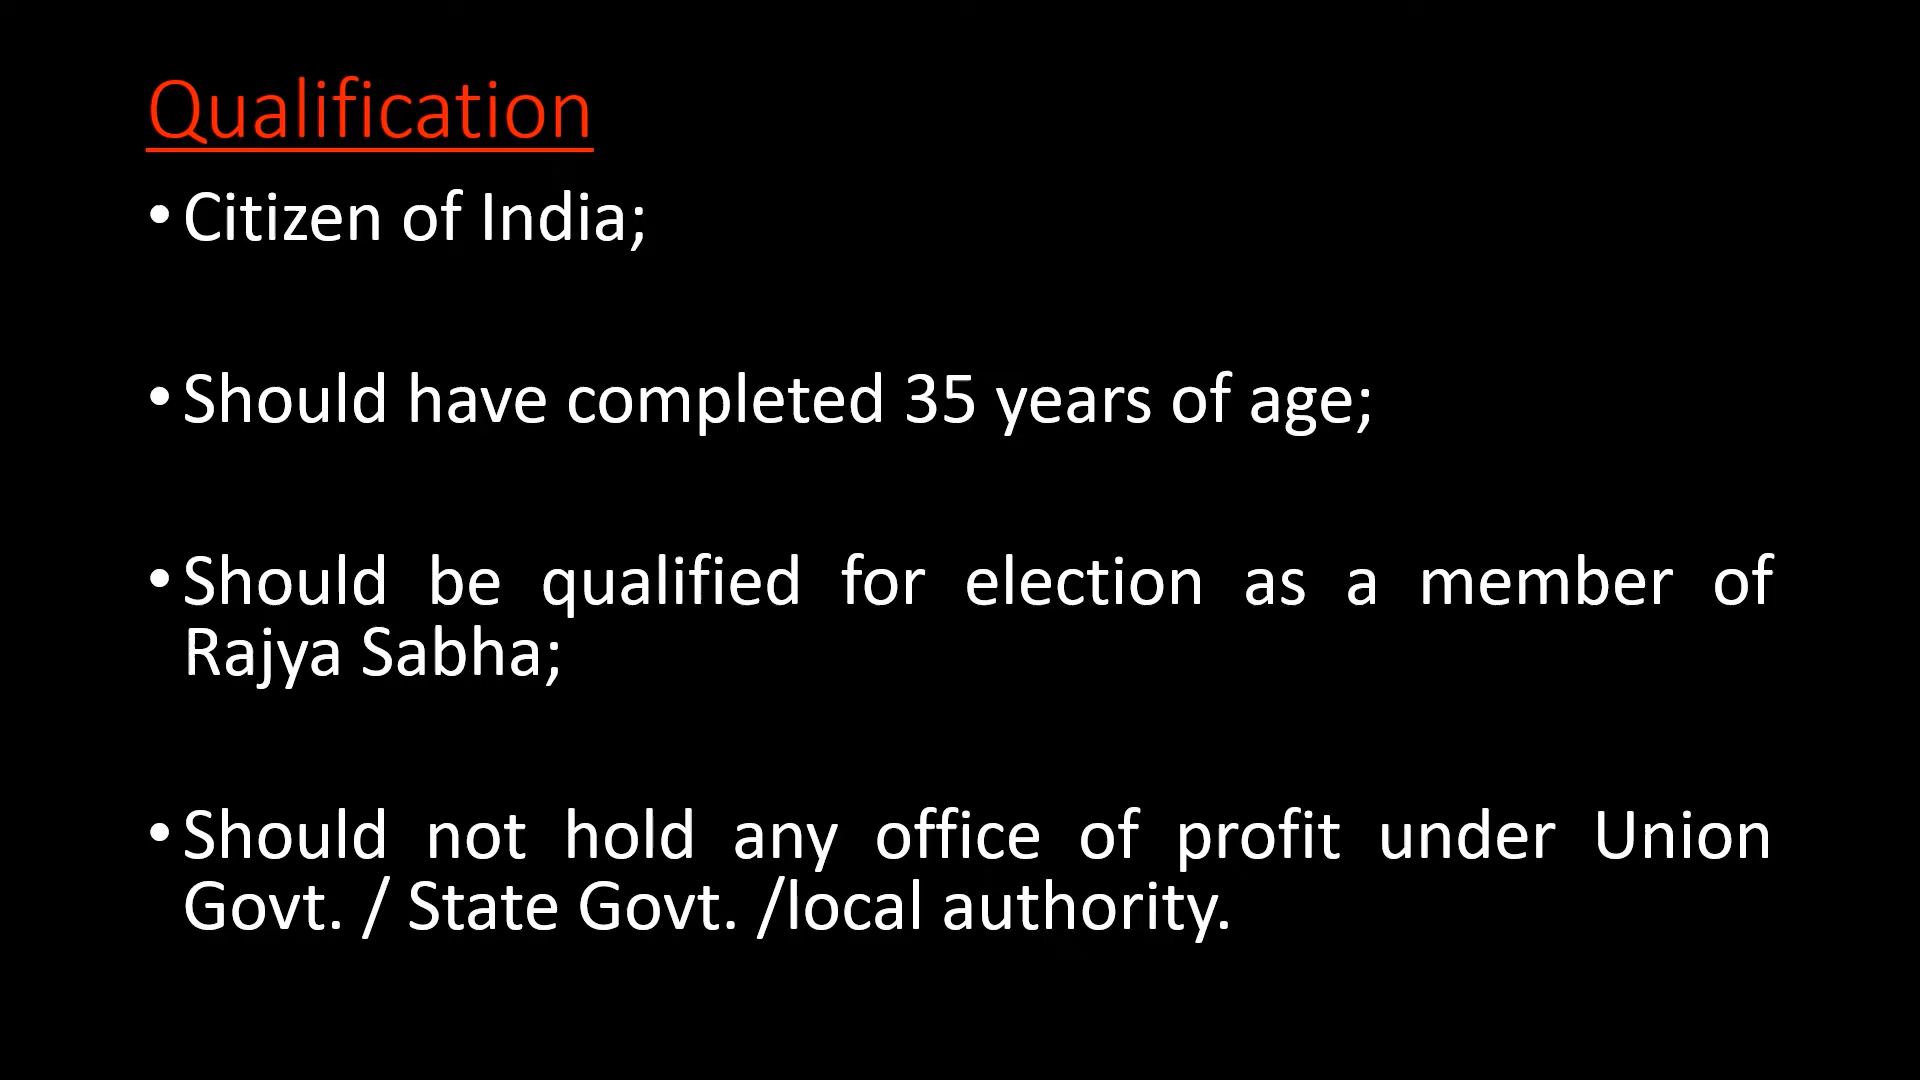 Qualification
• Citizen of India;
• Should have completed 35 years of age;
• Should be qualified for election as a member of
Rajya Sabha;
• Should not hold any office of profit under Union
Govt. / State Govt. /local authority.